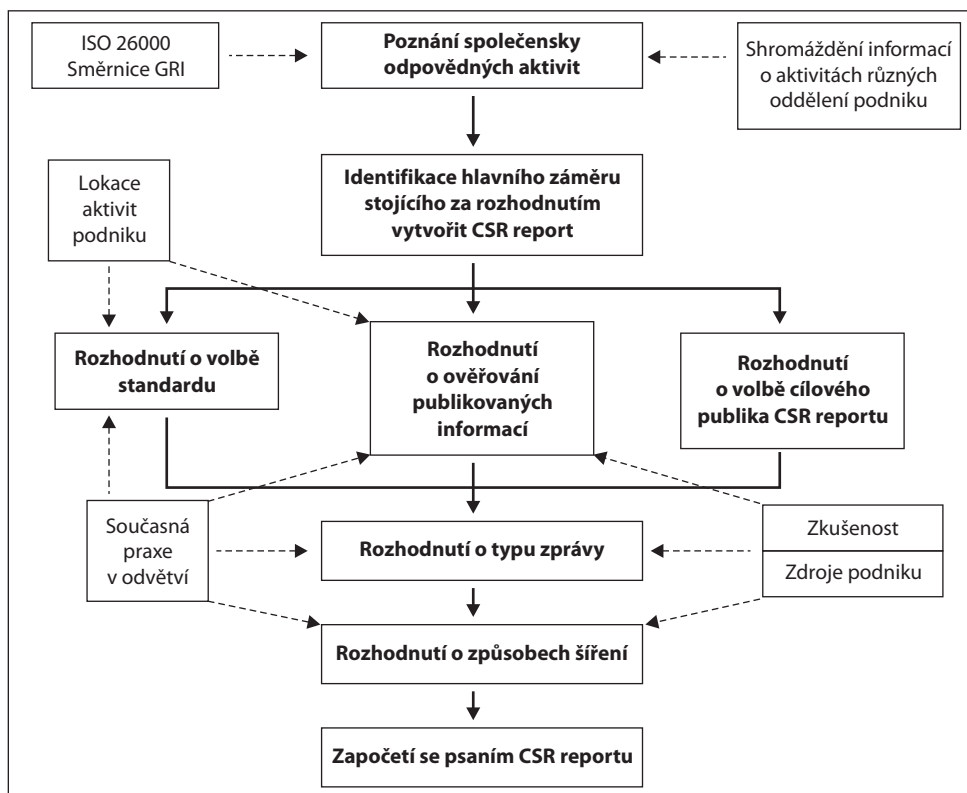 ISO 26000
Směrnice GRI
Poznání společensky
odpovědných aktivit
Shromáždění informací
o aktivitách různých
oddělení podniku
Lokace
aktivit
podniku
Identifikace hlavního záměru
stojícího za rozhodnutím
vytvořit CSR report
Rozhodnutí o volbě
standardu
Rozhodnutí
o ověřování
publikovaných
informací
Rozhodnutí
o volbě cílového
publika CSR reportu
Současná
praxe
v odvětví
Rozhodnutí o typu zprávy
Zkušenost
Zdroje podniku
Rozhodnutí o způsobech šíření
Započetí se psaním CSR reportu